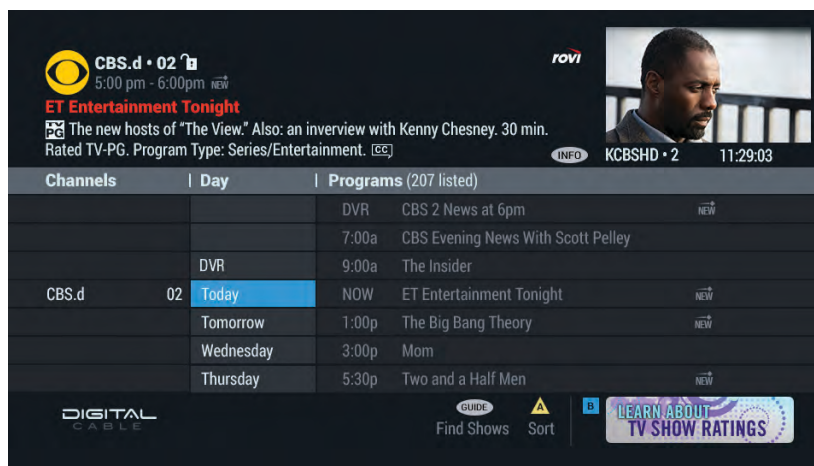 CBS.d • 02
5:00 pm - 6:00pm NEW
rovi
ET Entertainment Tonight
TV PG The new hosts of “The View.” Also: an inverview with Kenny Chesney. 30 min.
Rated TV-PG. Program Type: Series/Entertainment. CC
INFO
KCBSHD • 2 11:29:03
Channels | Day | Programs (207 listed)
DVR CBS 2 News at 6pm NEW
7:00a CBS Evening News With Scott Pelley
DVR 9:00a The Insider
CBS.d 02 Today NOW ET Entertainment Tonight NEW
Tomorrow 1:00p The Big Bang Theory NEW
Wednesday 3:00p Mom
Thursday 5:30p Two and a Half Men NEW
DIGITAL
CABLE
GUIDE
Find Shows
A
Sort
B
LEARN ABOUT
TV SHOW RATINGS